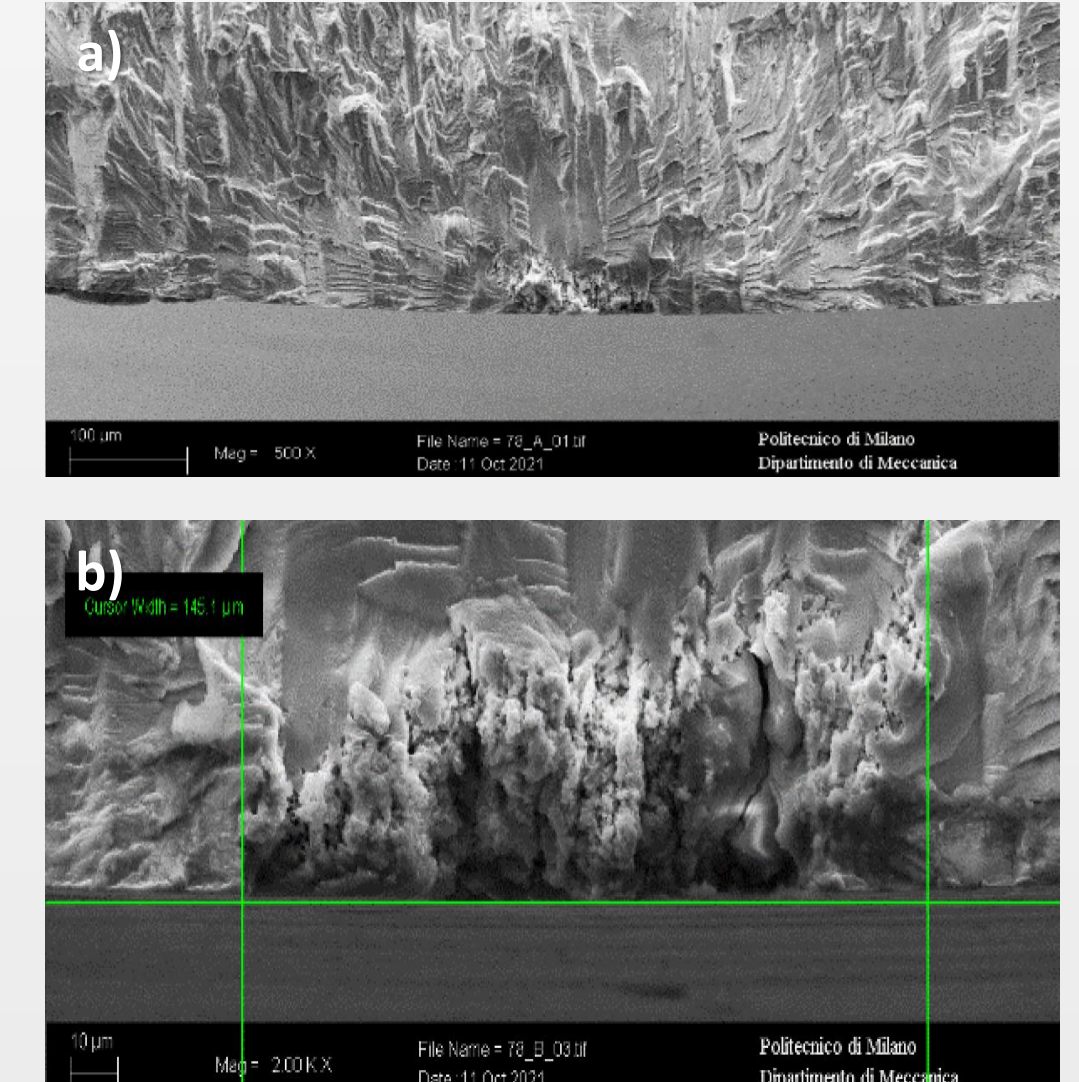 a)
100 µm
Mag = 500 X
File Name = 78_A_01.tif
Date :11 Oct 2021
Politecnico di Milano
Dipartimento di Meccanica
b)
Cursor Width = 145.1 µm
10 µm
Mag = 2.00 K X
File Name = 78_B_03.tif
Date :11 Oct 2021
Politecnico di Milano
Dipartimento di Meccanica